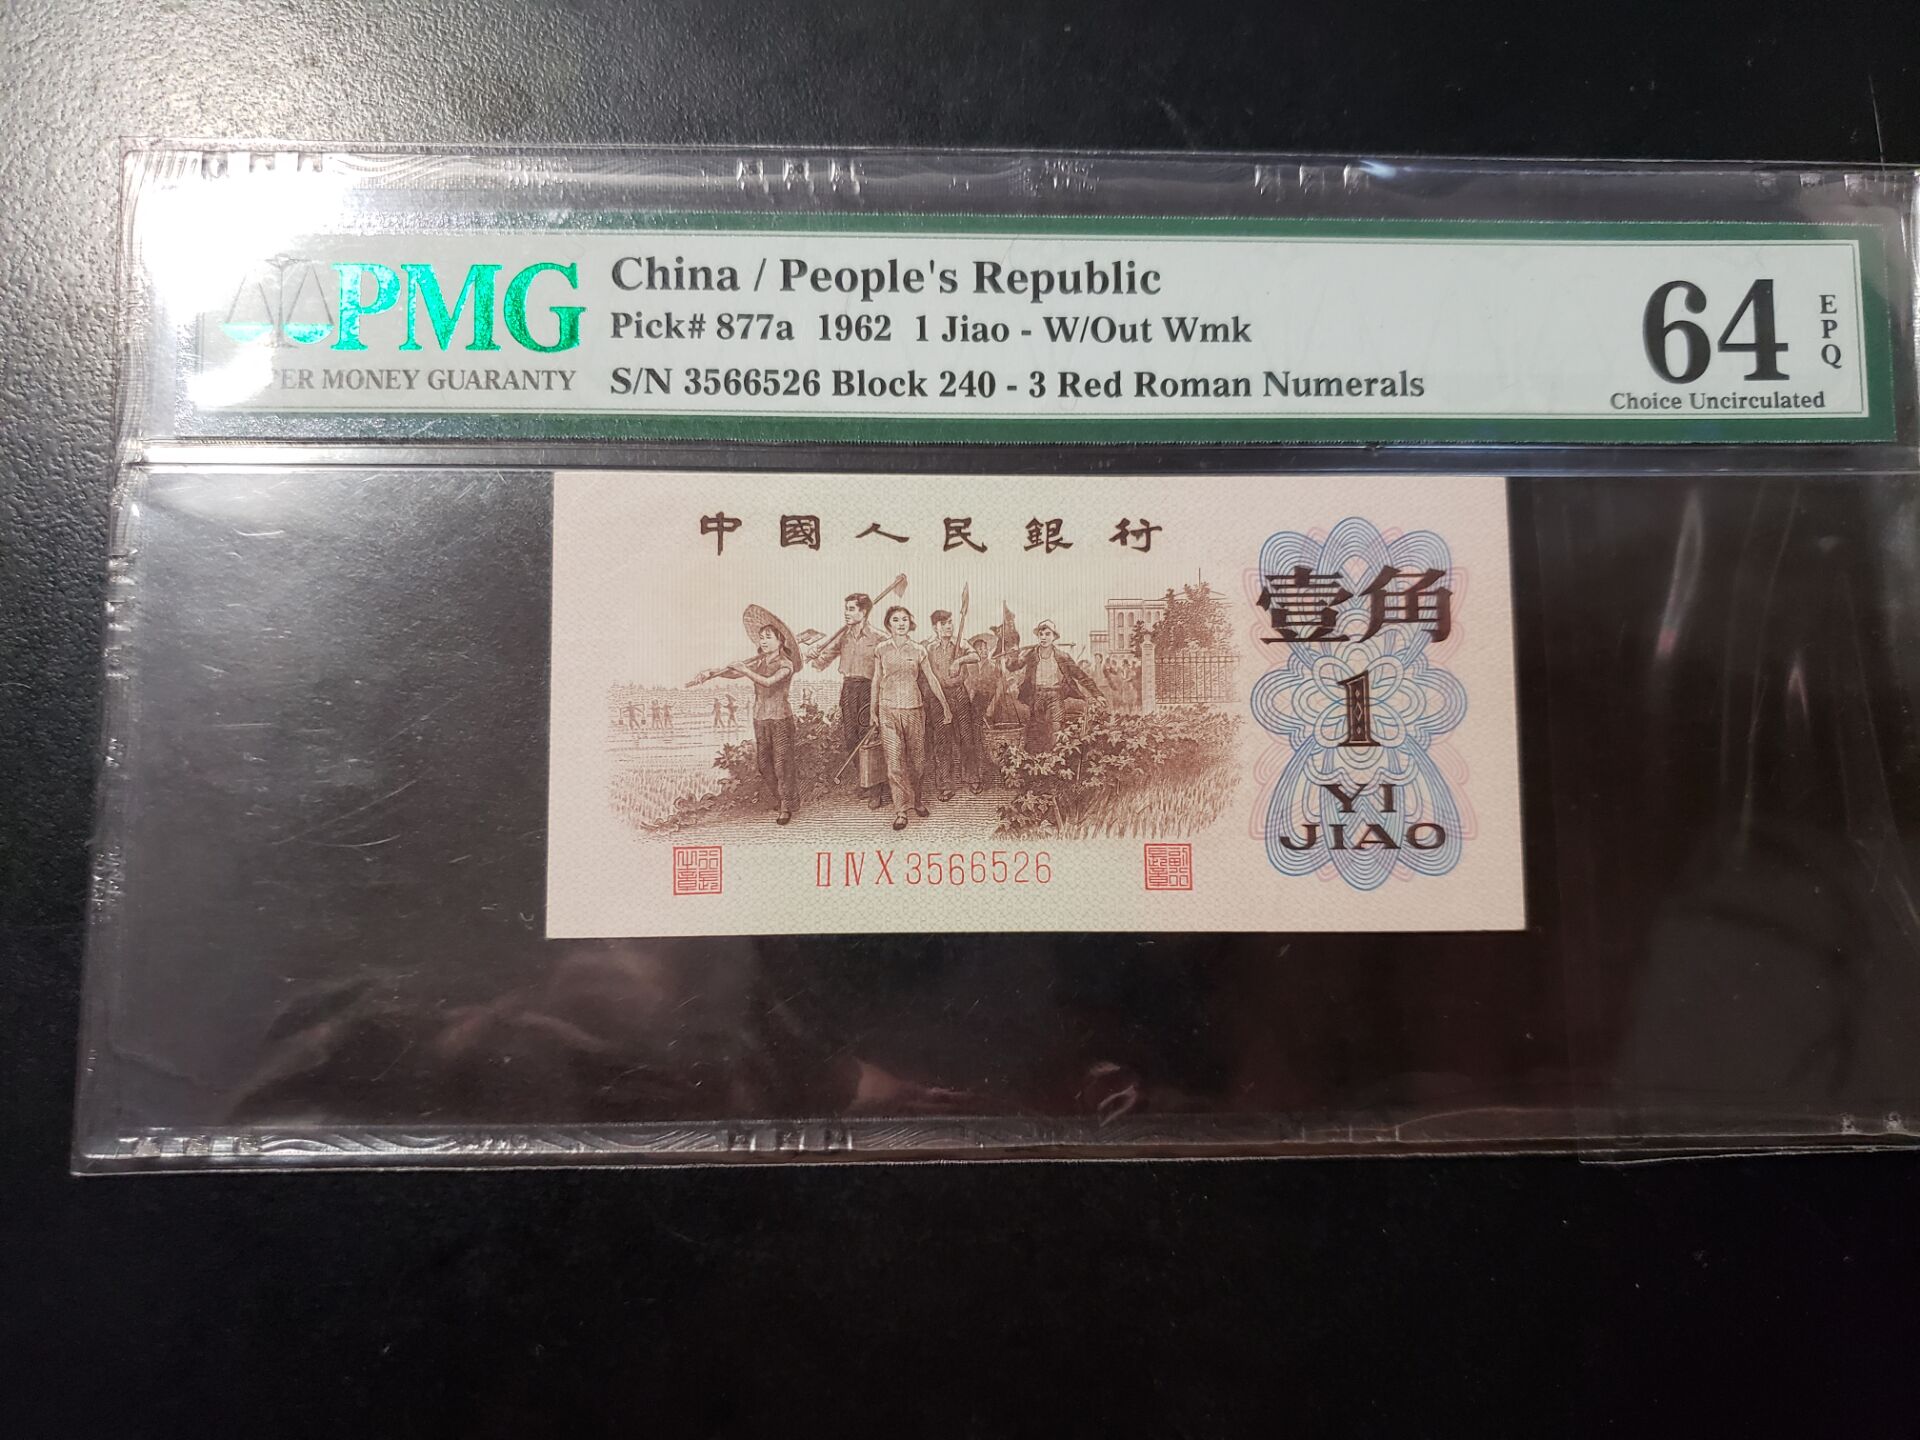 PMG
ER MONEY GUARANTY
China / People's Republic
Pick# 877a 1962 1 Jiao - W/Out Wmk
S/N 3566526 Block 240 - 3 Red Roman Numerals
64
EPQ
Choice Uncirculated
中國人民銀行
壹角
1
YI
JIAO
II IV X 3566526